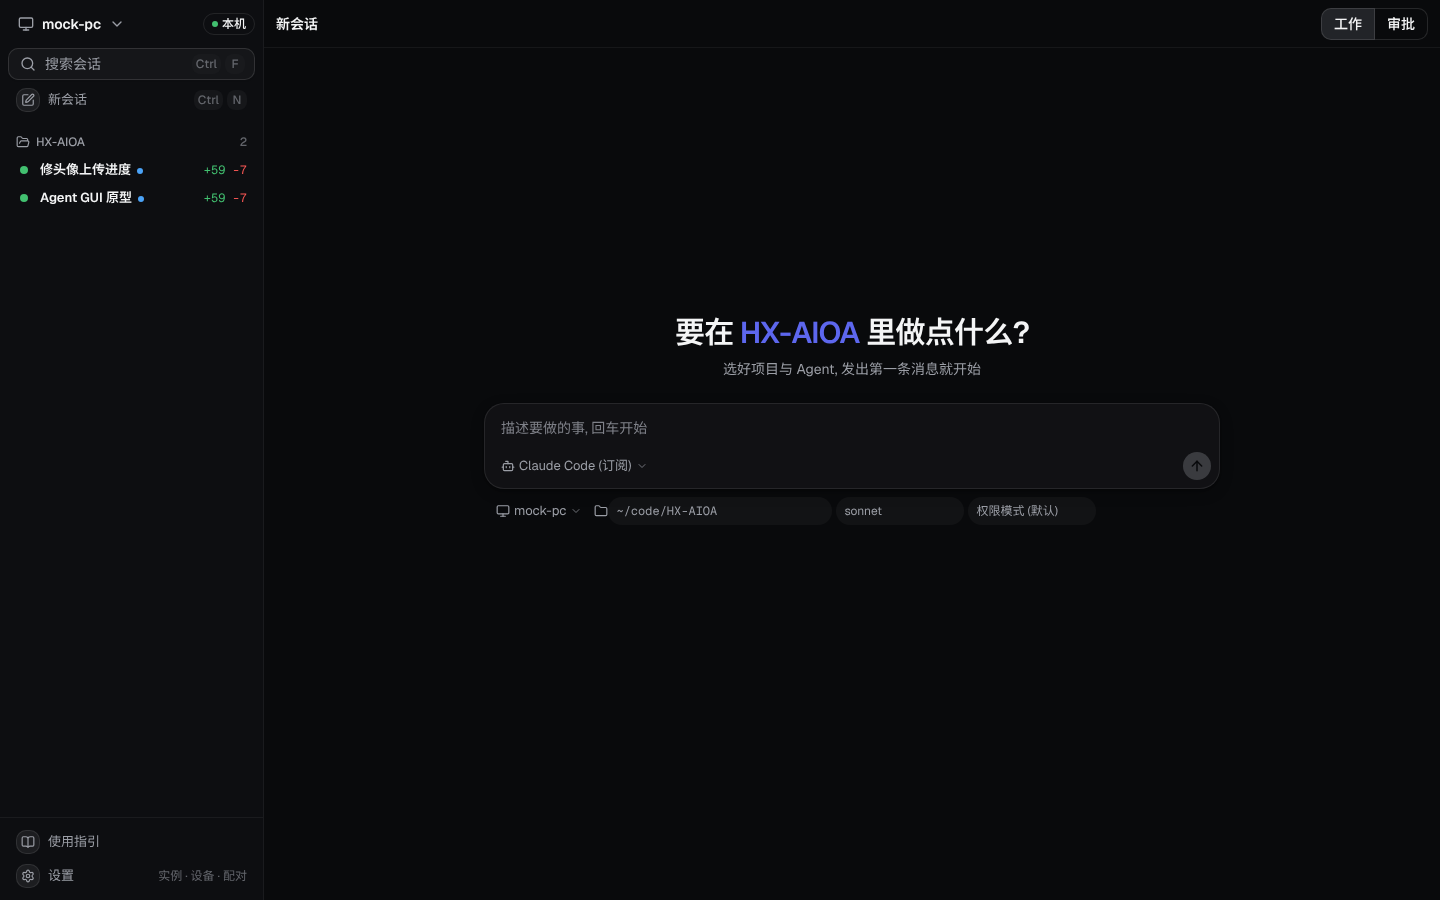 mock-pc
本机
搜索会话 Ctrl F
新会话 Ctrl N
HX-AIOA 2
修头像上传进度 +59 -7
Agent GUI 原型 +59 -7
使用指引
设置 实例 · 设备 · 配对
新会话
工作 审批
要在 HX-AIOA 里做点什么?
选好项目与 Agent, 发出第一条消息就开始
描述要做的事, 回车开始
Claude Code (订阅)
mock-pc ~/code/HX-AIOA sonnet 权限模式 (默认)